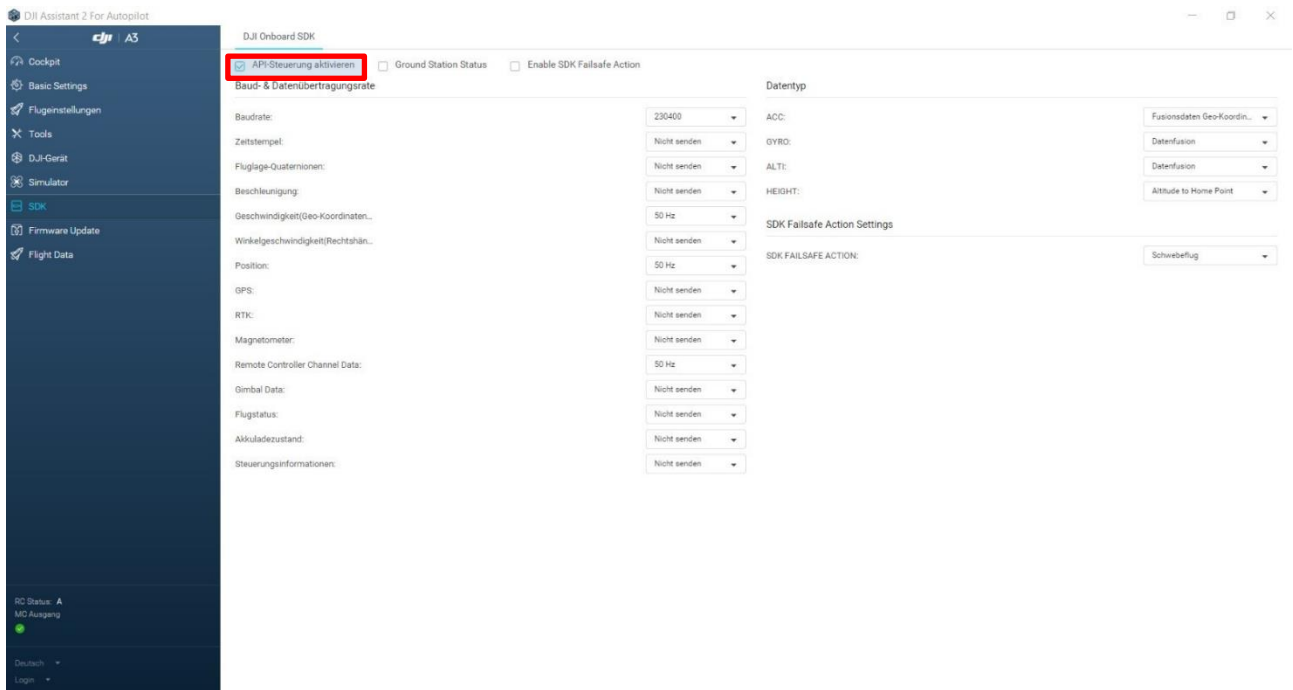 DJI Assistant 2 For Autopilot
dji A3
Cockpit
Basic Settings
Flugeinstellungen
Tools
DJI-Gerät
Simulator
SDK
Firmware Update
Flight Data
RC Status: A
MC Ausgang
Deutsch
Login
DJI Onboard SDK
API-Steuerung aktivieren Ground Station Status Enable SDK Failsafe Action
Baud- & Datenübertragungsrate
Baudrate: 230400
Zeitstempel: Nicht senden
Fluglage-Quaternionen: Nicht senden
Beschleunigung: Nicht senden
Geschwindigkeit(Geo-Koordinaten... 50 Hz
Winkelgeschwindigkeit(Rechtshän... Nicht senden
Position: 50 Hz
GPS: Nicht senden
RTK: Nicht senden
Magnetometer: Nicht senden
Remote Controller Channel Data: 50 Hz
Gimbal Data: Nicht senden
Flugstatus: Nicht senden
Akkuladezustand: Nicht senden
Steuerungsinformationen: Nicht senden
Datentyp
ACC: Fusionsdaten Geo-Koordin...
GYRO: Datenfusion
ALTI: Datenfusion
HEIGHT: Altitude to Home Point
SDK Failsafe Action Settings
SDK FAILSAFE ACTION: Schwebeflug